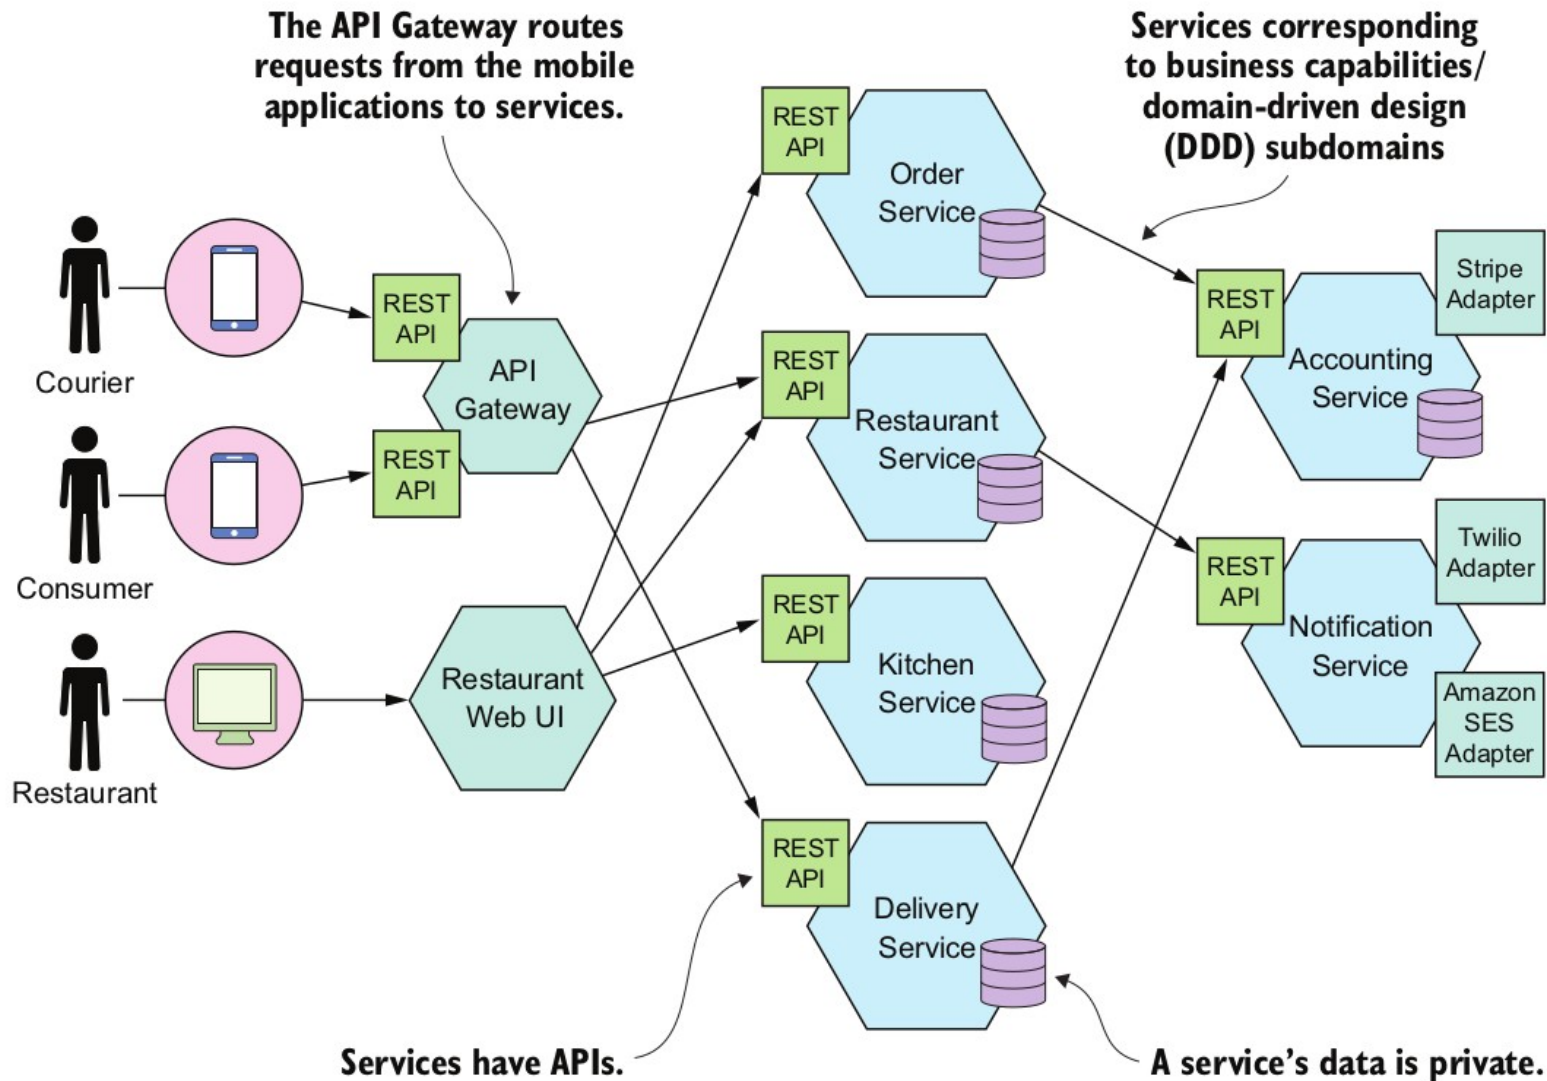 The API Gateway routes
requests from the mobile
applications to services.
Services corresponding
to business capabilities/
domain-driven design
(DDD) subdomains
REST
API
Order
Service
Courier
REST
API
API
Gateway
REST
API
Consumer
REST
API
Restaurant
Service
REST
API
Accounting
Service
Stripe
Adapter
Restaurant
Restaurant
Web UI
REST
API
Kitchen
Service
REST
API
Notification
Service
Twilio
Adapter
Amazon
SES
Adapter
REST
API
Delivery
Service
Services have APIs.
A service’s data is private.